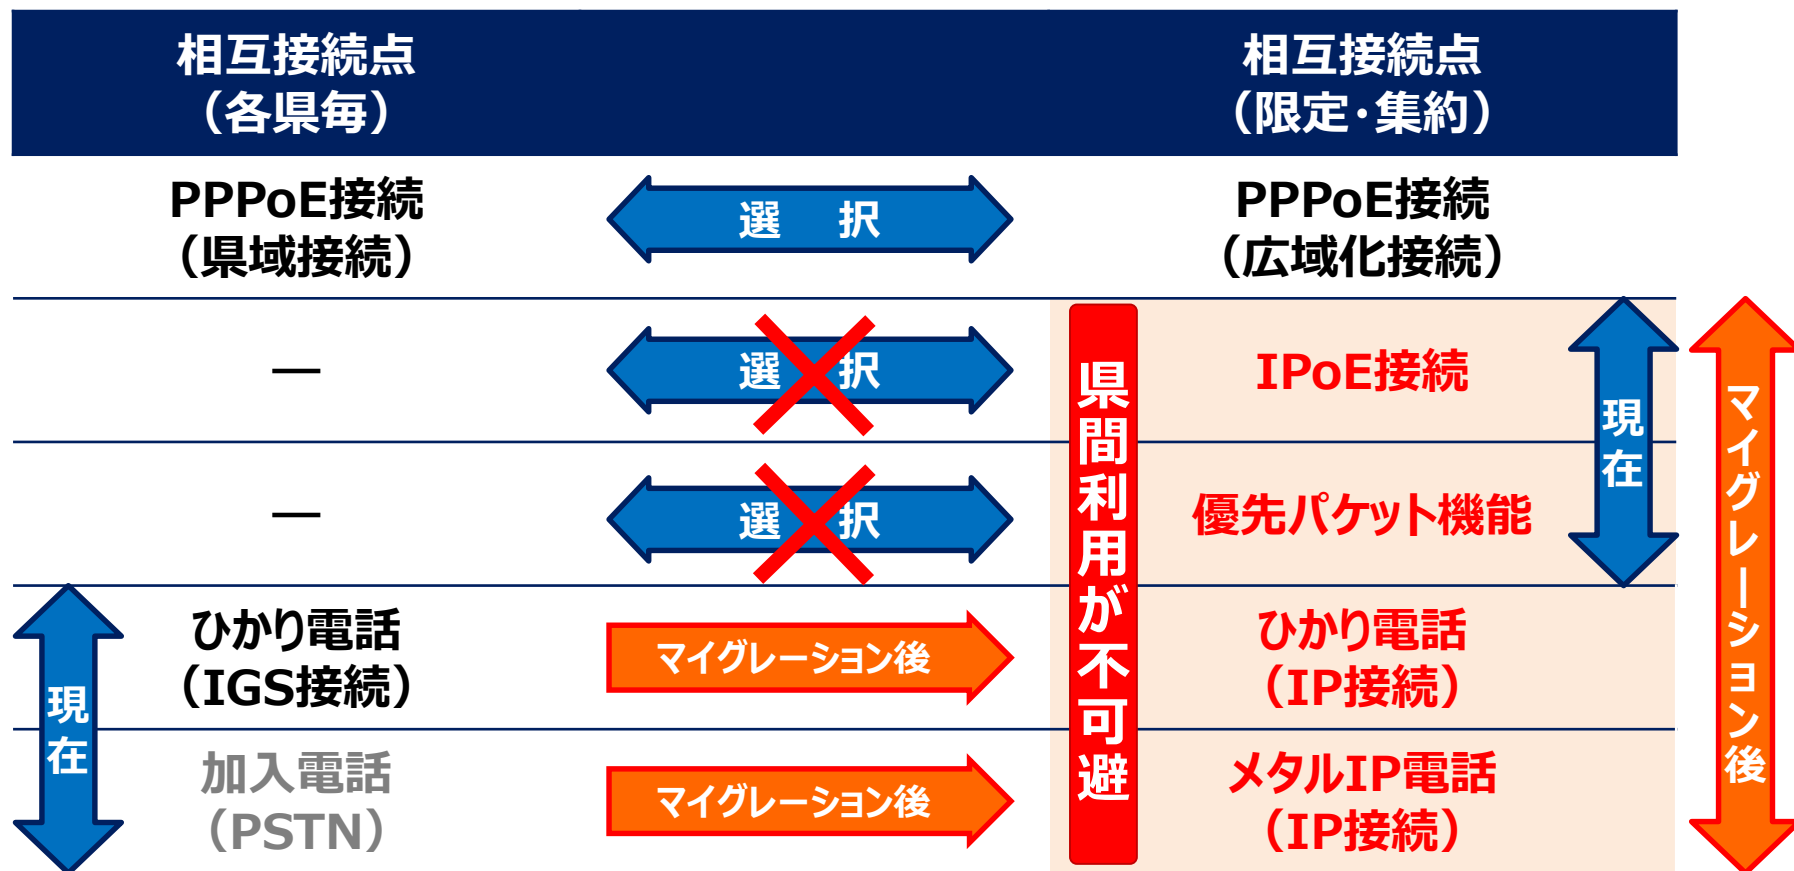 相互接続点
（各県毎）
相互接続点
（限定・集約）
PPPoE接続
（県域接続）
選　択
PPPoE接続
（広域化接続）
―
選　択
IPoE接続
―
選　択
優先パケット機能
県間利用が不可避
現在
マイグレーション後
現在
ひかり電話
（IGS接続）
マイグレーション後
ひかり電話
（IP接続）
加入電話
（PSTN）
マイグレーション後
メタルIP電話
（IP接続）